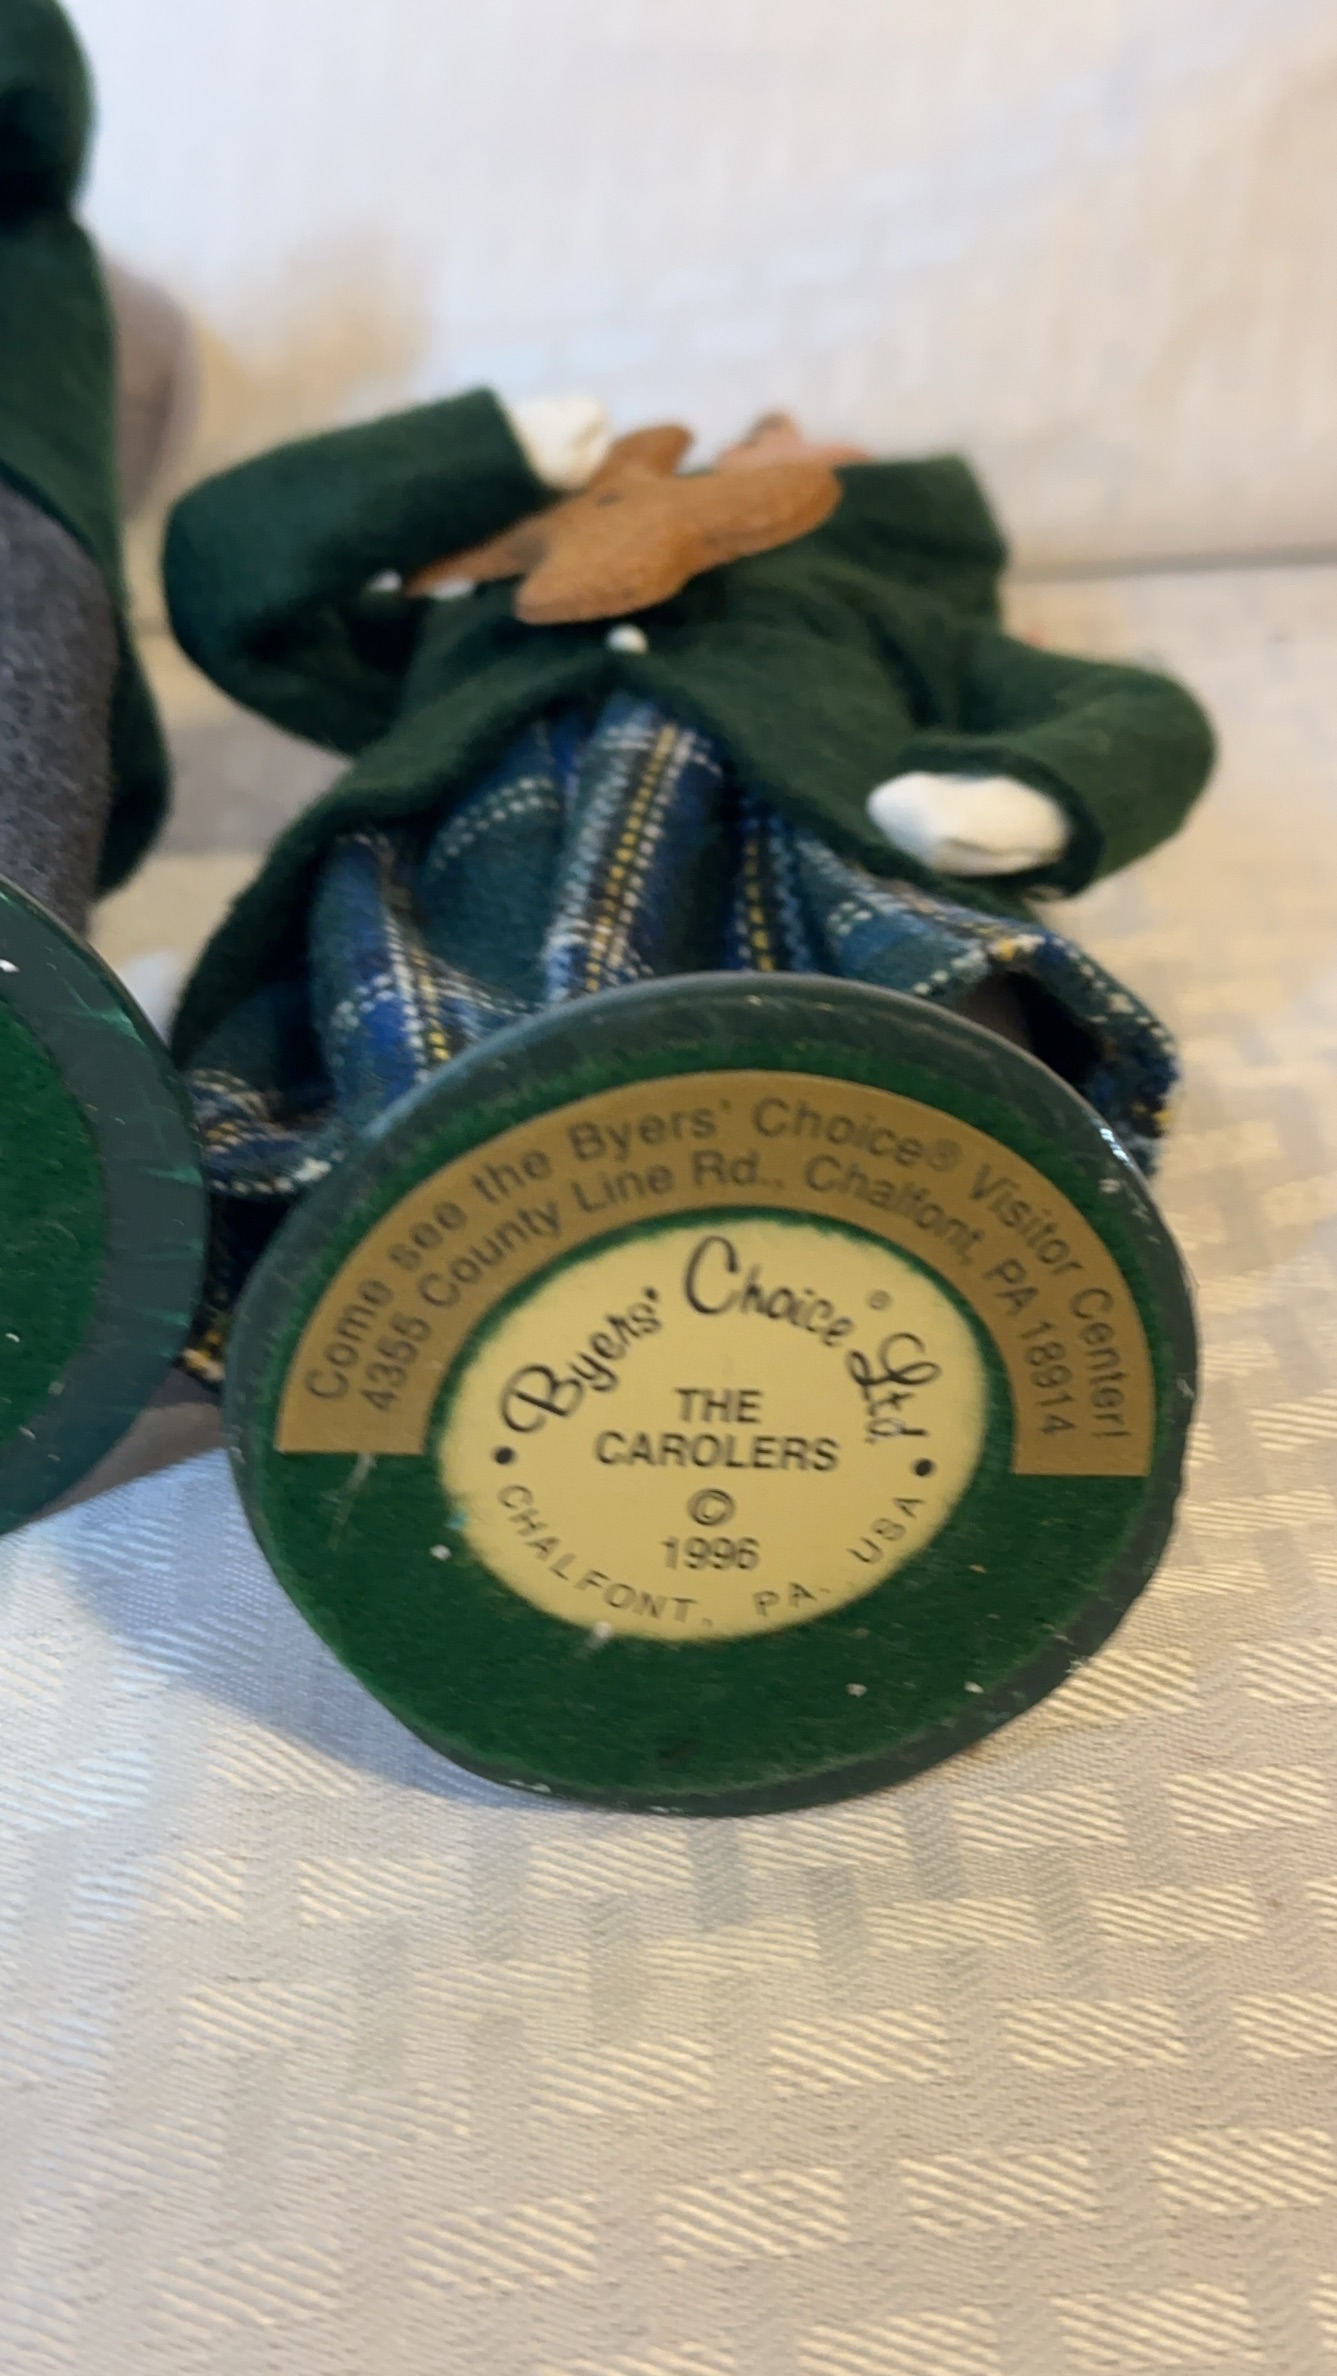 Come see the Byers' Choice® Visitor Center!
4355 County Line Rd., Chalfont, PA 18914
Byers' Choice Ltd ®
THE
CAROLERS
©
1996
• CHALFONT, PA. USA •